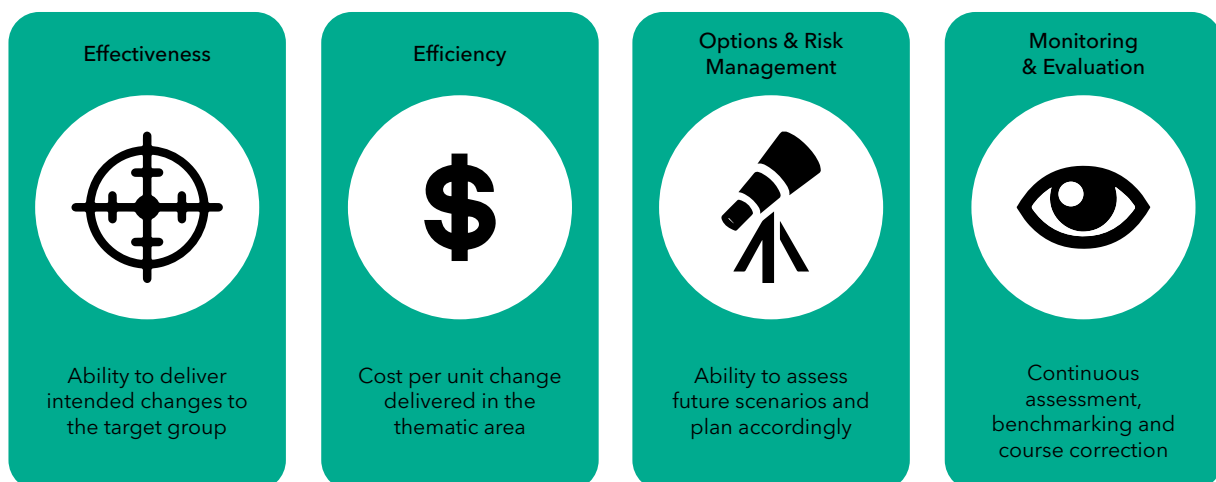 Effectiveness
Ability to deliver
intended changes to
the target group
Efficiency
$
Cost per unit change
delivered in the
thematic area
Options & Risk
Management
Ability to assess
future scenarios and
plan accordingly
Monitoring
& Evaluation
Continuous
assessment,
benchmarking and
course correction